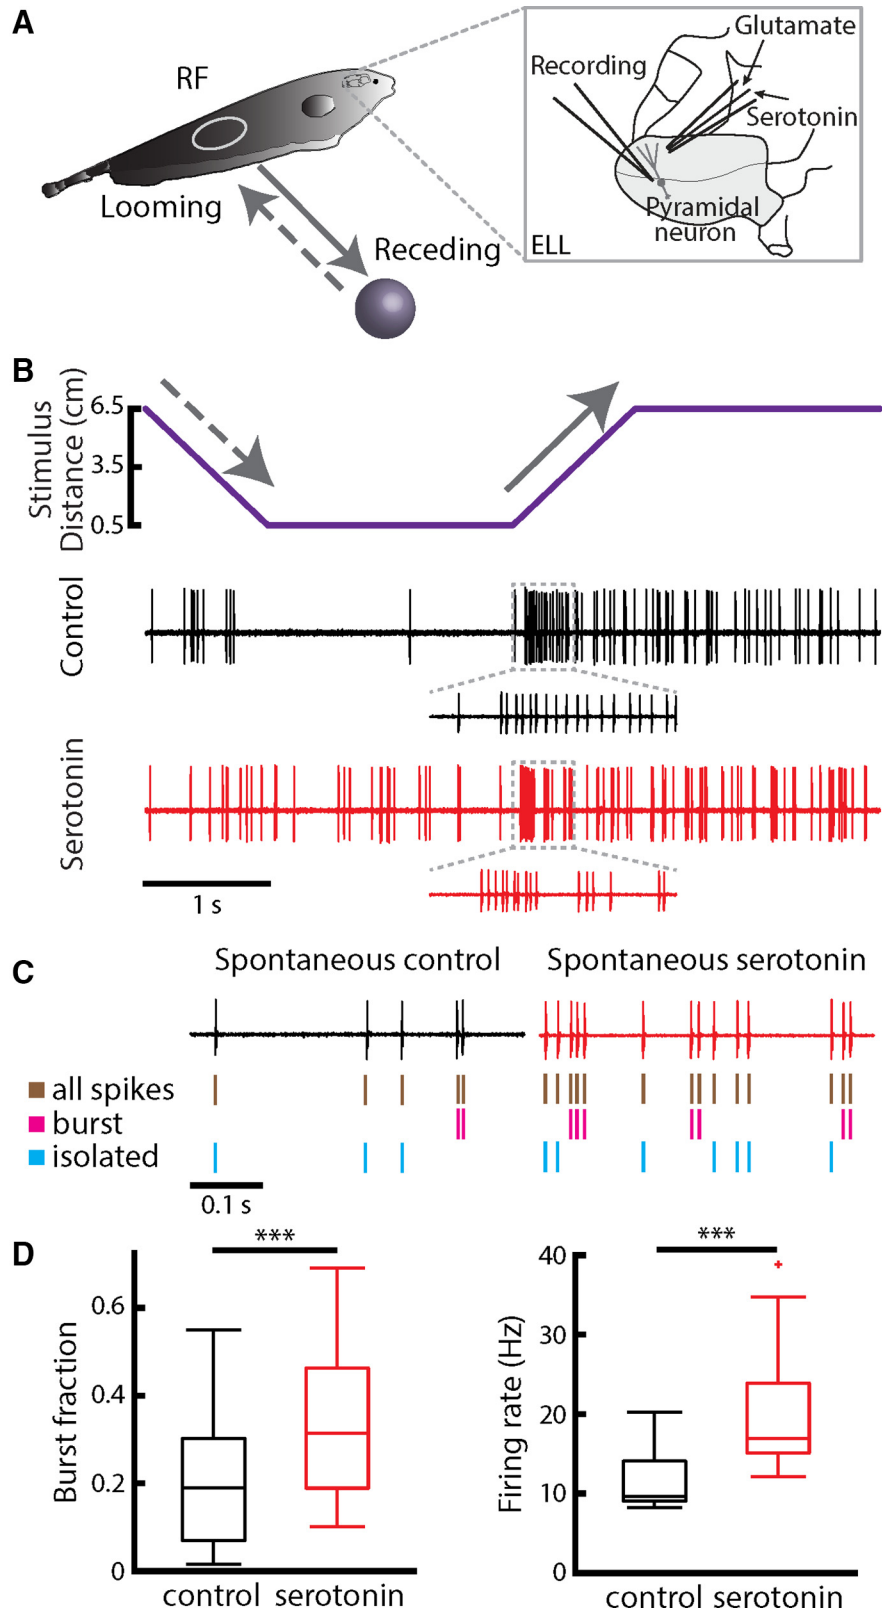 A
RF
Looming
Receding
Recording
Glutamate
Serotonin
Pyramidal
neuron
ELL
B
Stimulus
Distance (cm)
6.5
3.5
0.5
Control
Serotonin
1 s
C
Spontaneous control
Spontaneous serotonin
all spikes
burst
isolated
0.1 s
D
***
Burst fraction
0.6
0.4
0.2
0
control serotonin
***
Firing rate (Hz)
40
30
20
10
0
control serotonin